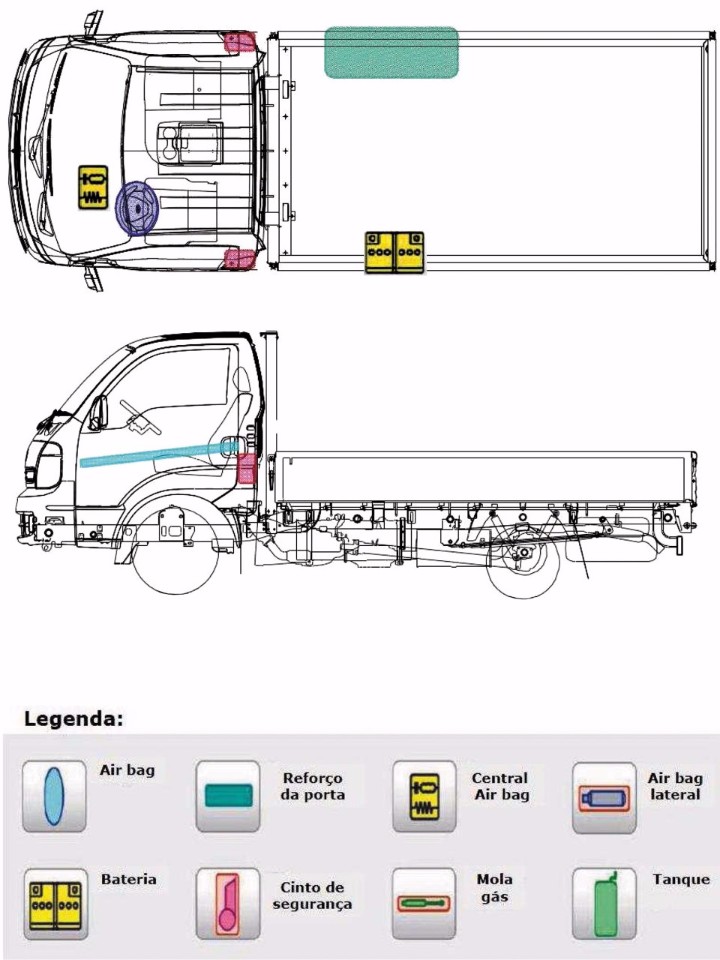 Legenda:
Air bag
Reforço
da porta
Central
Air bag
Air bag
lateral
Bateria
Cinto de
segurança
Mola
gás
Tanque